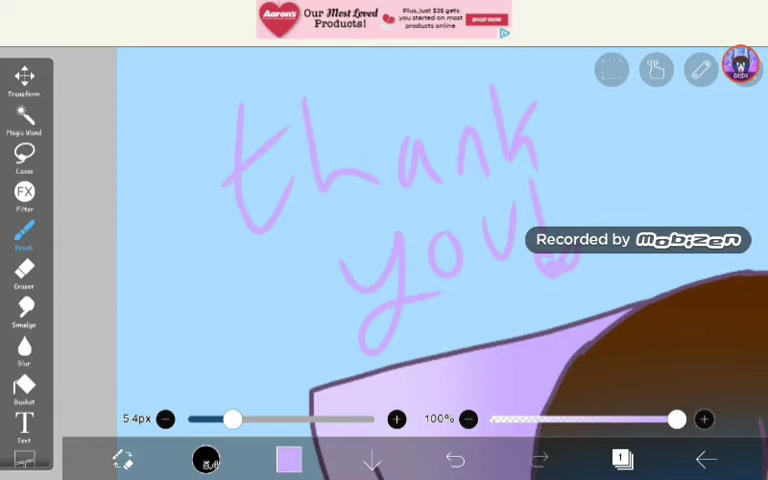 Aaron's
Our Most Loved
Products!
Plus, just $25 gets
you started on most
products online.
SHOP NOW
Transform
Magic Wand
Lasso
FX
Filter
Brush
Eraser
Smudge
Blur
Bucket
T
Text
thank
you!
Recorded by Mobizen
5.4px
100%
1